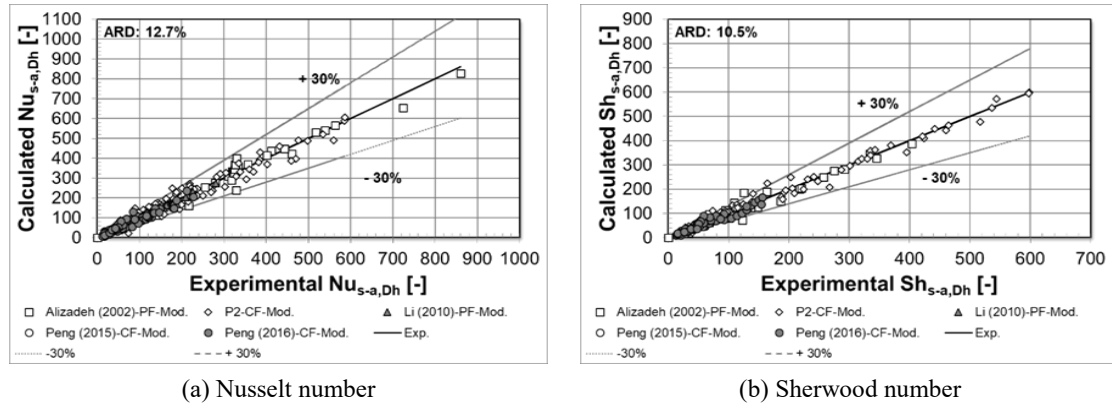 ARD: 12.7%
Calculated Nu_s-a,Dh [-]
1100
1000
900
800
700
600
500
400
300
200
100
0
+ 30%
- 30%
0 100 200 300 400 500 600 700 800 900 1000
Experimental Nu_s-a,Dh [-]
Alizadeh (2002)-PF-Mod. P2-CF-Mod. Li (2010)-PF-Mod.
Peng (2015)-CF-Mod. Peng (2016)-CF-Mod. Exp.
-30% + 30%
(a) Nusselt number
ARD: 10.5%
Calculated Sh_s-a,Dh [-]
900
800
700
600
500
400
300
200
100
0
+ 30%
- 30%
0 100 200 300 400 500 600 700
Experimental Sh_s-a,Dh [-]
Alizadeh (2002)-PF-Mod. P2-CF-Mod. Li (2010)-PF-Mod.
Peng (2015)-CF-Mod. Peng (2016)-CF-Mod. Exp.
-30% + 30%
(b) Sherwood number